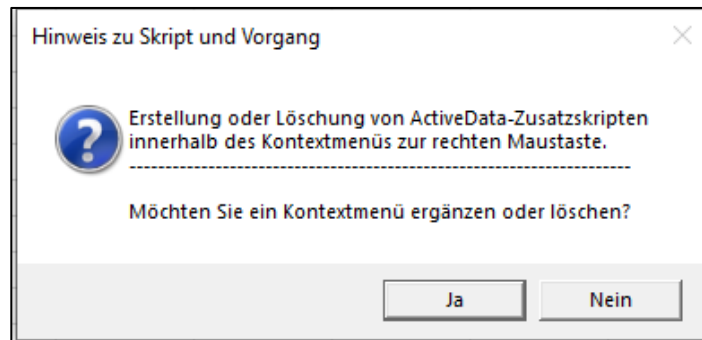 Hinweis zu Skript und Vorgang
Erstellung oder Löschung von ActiveData-Zusatzskripten
innerhalb des Kontextmenüs zur rechten Maustaste.
----------------------------------------------------------------------
Möchten Sie ein Kontextmenü ergänzen oder löschen?
Ja
Nein